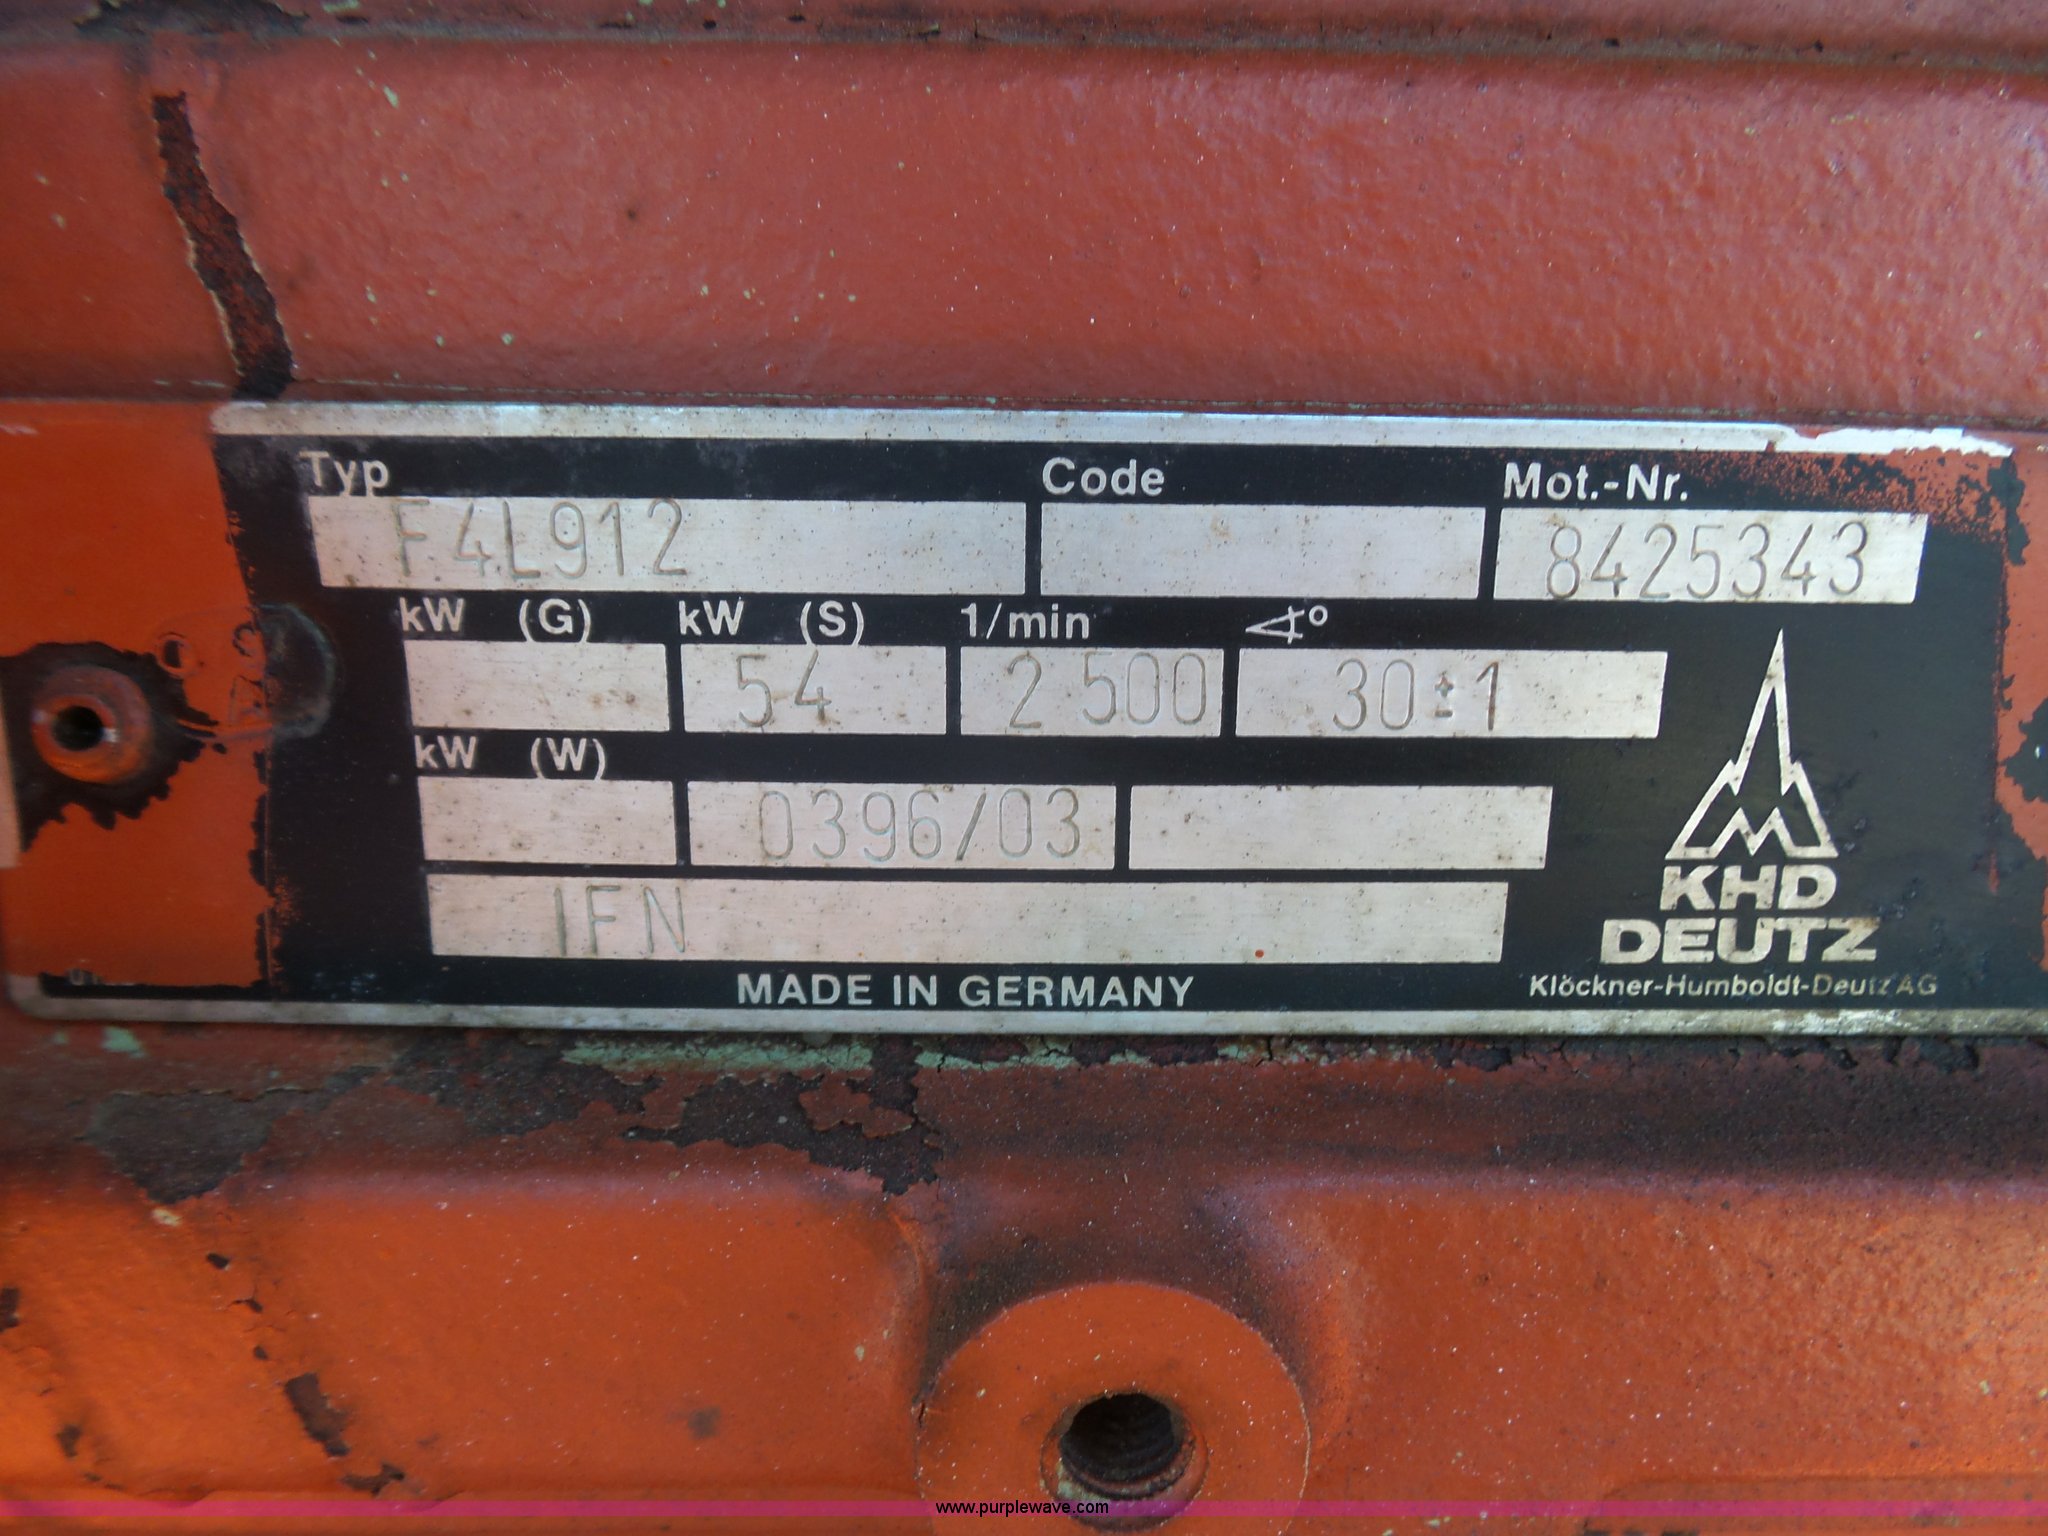 Typ Code Mot.-Nr.
F4L912 8425343
kW (G) kW (S) 1/min ∢°
54 2 500 30±1
kW (W)
0396/03
IFN
KHD
DEUTZ
MADE IN GERMANY
Klöckner-Humboldt-Deutz AG
www.purplewave.com